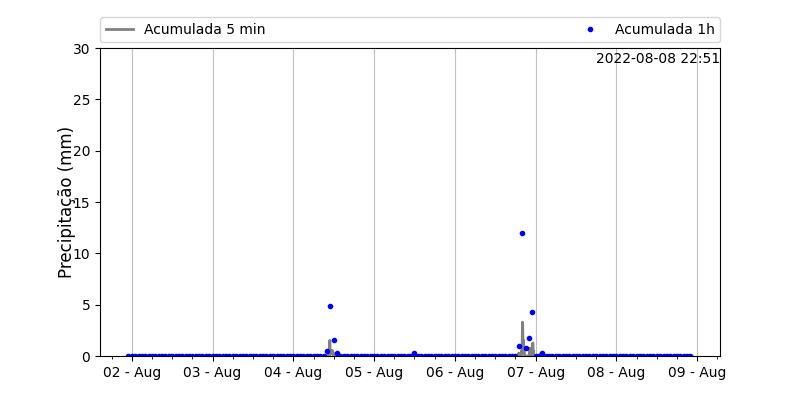 Acumulada 5 min
Acumulada 1h
2022-08-08 22:51
Precipitação (mm)
30
25
20
15
10
5
0
02 - Aug
03 - Aug
04 - Aug
05 - Aug
06 - Aug
07 - Aug
08 - Aug
09 - Aug